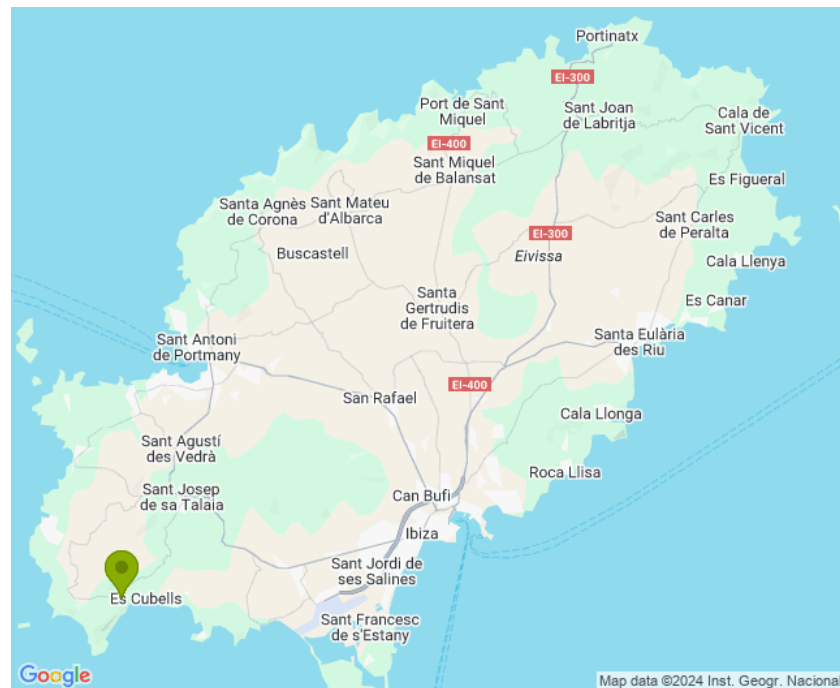 Portinatx
EI-300
Port de Sant
Miquel
Sant Joan
de Labritja
Cala de
Sant Vicent
EI-400
Sant Miquel
de Balansat
Es Figueral
Santa Agnès
de Corona
Sant Mateu
d'Albarca
Sant Carles
de Peralta
EI-300
Buscastell
Eivissa
Cala Llenya
Santa
Gertrudis
de Fruitera
Es Canar
Sant Antoni
de Portmany
Santa Eulària
des Riu
EI-400
San Rafael
Cala Llonga
Sant Agustí
des Vedrà
Roca Llisa
Sant Josep
de sa Talaia
Can Bufi
Ibiza
Sant Jordi de
ses Salines
Es Cubells
Sant Francesc
de s'Estany
Google
Map data ©2024 Inst. Geogr. Nacional